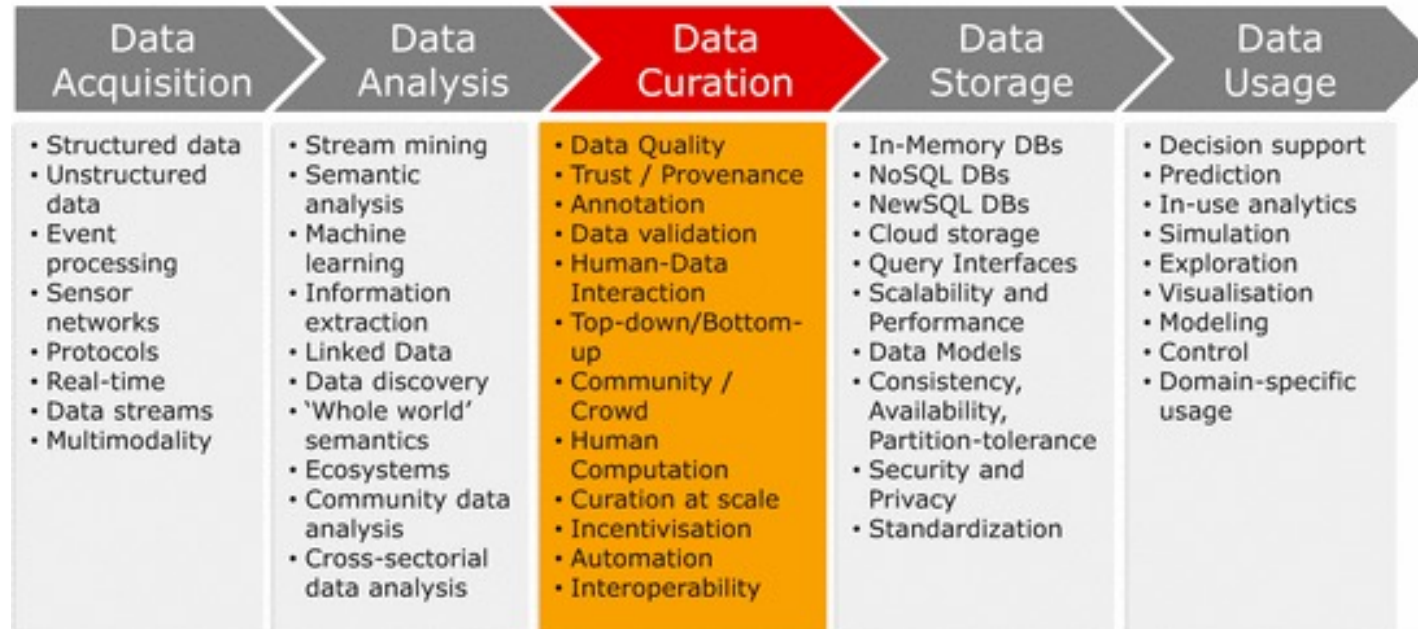 Data
Acquisition
Data
Analysis
Data
Curation
Data
Storage
Data
Usage
• Structured data
• Unstructured
data
• Event
processing
• Sensor
networks
• Protocols
• Real-time
• Data streams
• Multimodality
• Stream mining
• Semantic
analysis
• Machine
learning
• Information
extraction
• Linked Data
• Data discovery
• ‘Whole world’
semantics
• Ecosystems
• Community data
analysis
• Cross-sectorial
data analysis
• Data Quality
• Trust / Provenance
• Annotation
• Data validation
• Human-Data
Interaction
• Top-down/Bottom-
up
• Community /
Crowd
• Human
Computation
• Curation at scale
• Incentivisation
• Automation
• Interoperability
• In-Memory DBs
• NoSQL DBs
• NewSQL DBs
• Cloud storage
• Query Interfaces
• Scalability and
Performance
• Data Models
• Consistency,
Availability,
Partition-tolerance
• Security and
Privacy
• Standardization
• Decision support
• Prediction
• In-use analytics
• Simulation
• Exploration
• Visualisation
• Modeling
• Control
• Domain-specific
usage